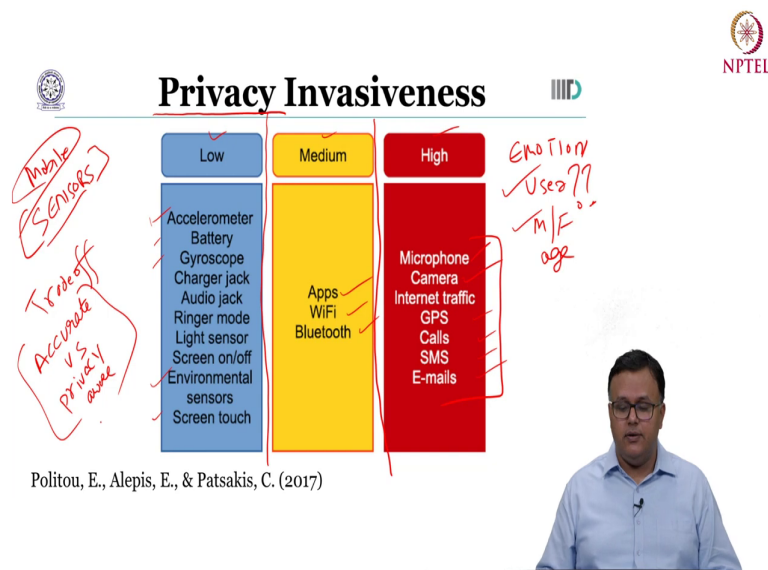 NPTEL
Privacy Invasiveness
IIITD
Low
Medium
High
Accelerometer
Battery
Gyroscope
Charger jack
Audio jack
Ringer mode
Light sensor
Screen on/off
Environmental
sensors
Screen touch
Apps
WiFi
Bluetooth
Microphone
Camera
Internet traffic
GPS
Calls
SMS
E-mails
Mobile
SENSORS
Tradeoff
Accurate
vs
privacy
aware
EMOTION
User??
M/F
age
Politou, E., Alepis, E., & Patsakis, C. (2017)